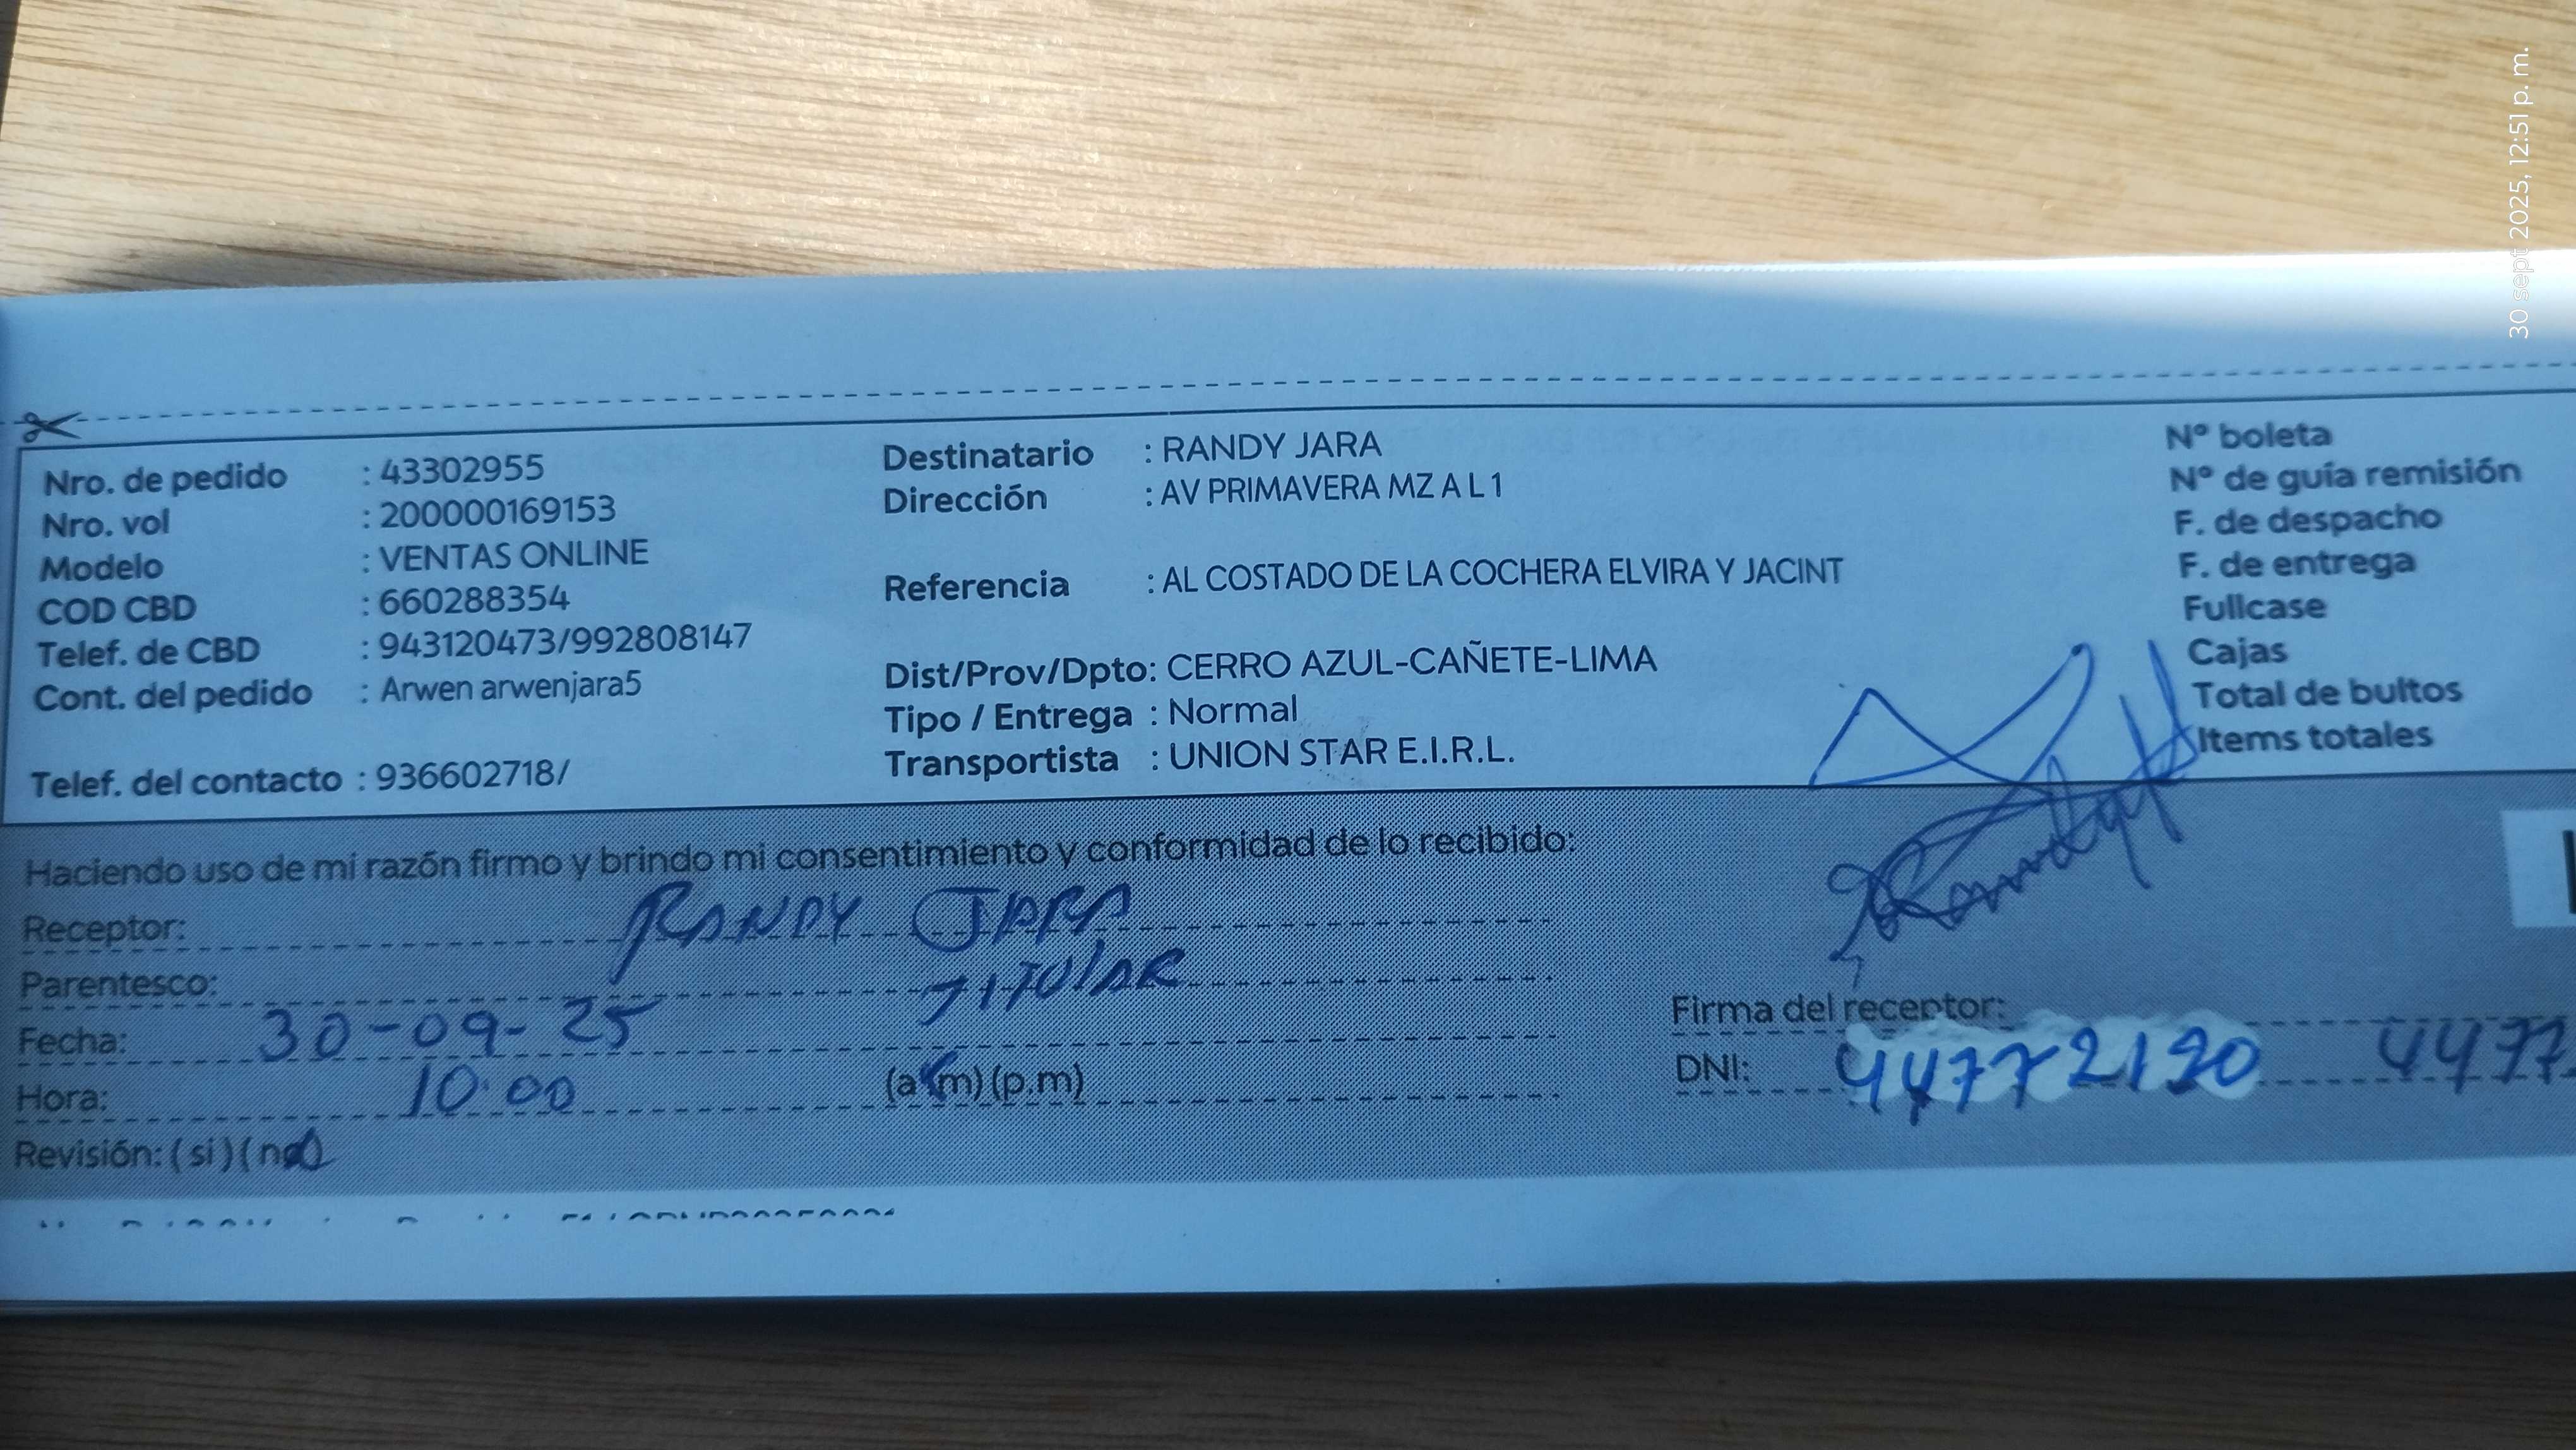 30 sept 2025, 12:51 p. m.
Nro. de pedido : 43302955
Nro. vol : 200000169153
Modelo : VENTAS ONLINE
COD CBD : 660288354
Telef. de CBD : 943120473/992808147
Cont. del pedido : Arwen arwenjara5
Telef. del contacto : 936602718/
Destinatario : RANDY JARA
Dirección : AV PRIMAVERA MZ A L 1
Referencia : AL COSTADO DE LA COCHERA ELVIRA Y JACINT
Dist/Prov/Dpto: CERRO AZUL-CAÑETE-LIMA
Tipo / Entrega : Normal
Transportista : UNION STAR E.I.R.L.
Nº boleta
Nº de guía remisión
F. de despacho
F. de entrega
Fullcase
Cajas
Total de bultos
Items totales
Haciendo uso de mi razón firmo y brindo mi consentimiento y conformidad de lo recibido:
Receptor: RANDY JARA
Parentesco: TITULAR
Fecha: 30-09-25
Hora: 10:00 (a.m) (p.m)
Revisión: (si) (no)
Firma del receptor:
DNI: 44772120 4477